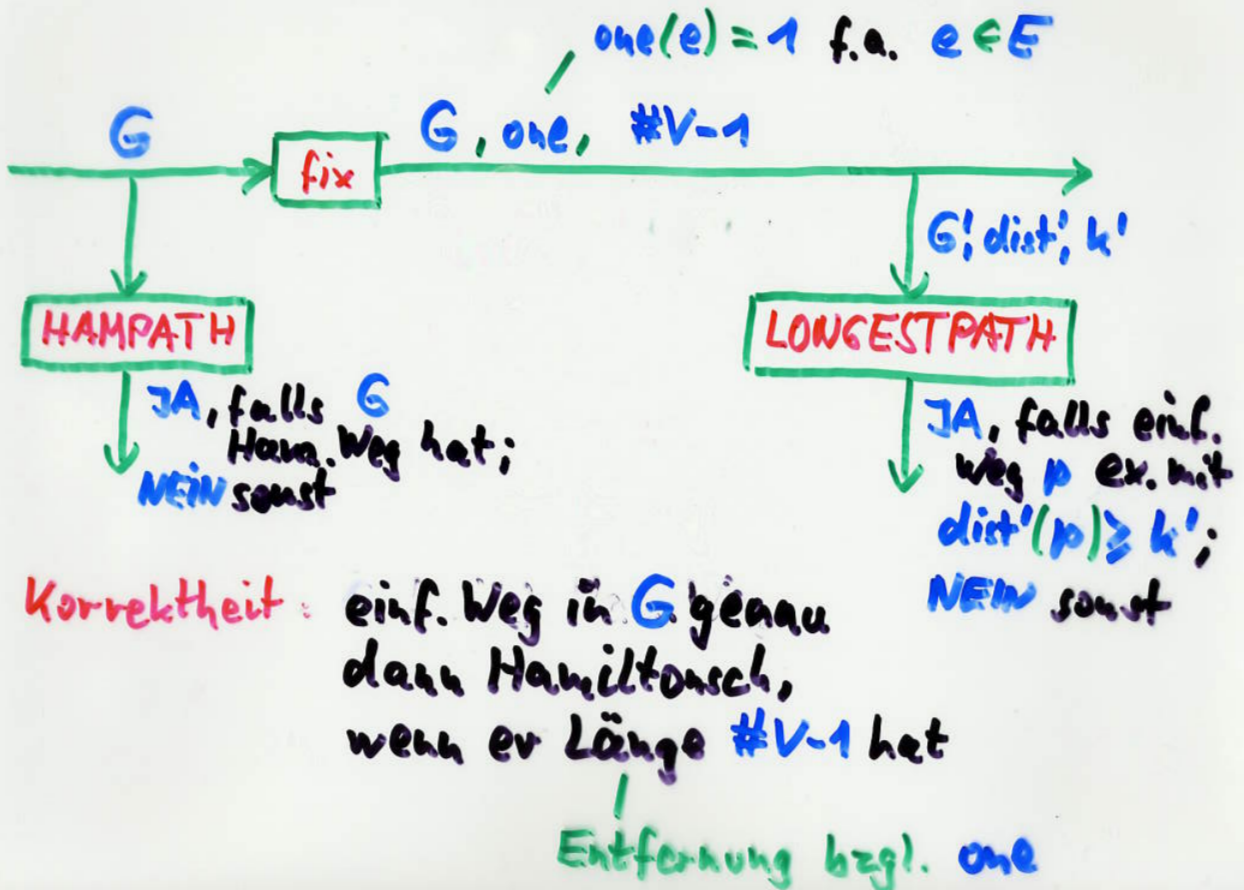 one(e) = 1 f.a. e ∈ E
G
G, one, #V-1
fix
G', dist', k'
HAMPATH
LONGESTPATH
JA, falls G
Ham. Weg hat;
NEIN sonst
JA, falls einf.
weg p ex. mit
dist'(p) ≥ k';
NEIN sonst
Korrektheit: einf. Weg in G genau
dann Hamiltonsch,
wenn er Länge #V-1 hat
Entfernung bzgl. one